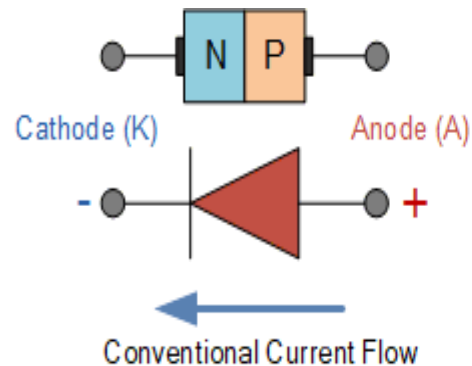 N P
Cathode (K) Anode (A)
- +
Conventional Current Flow